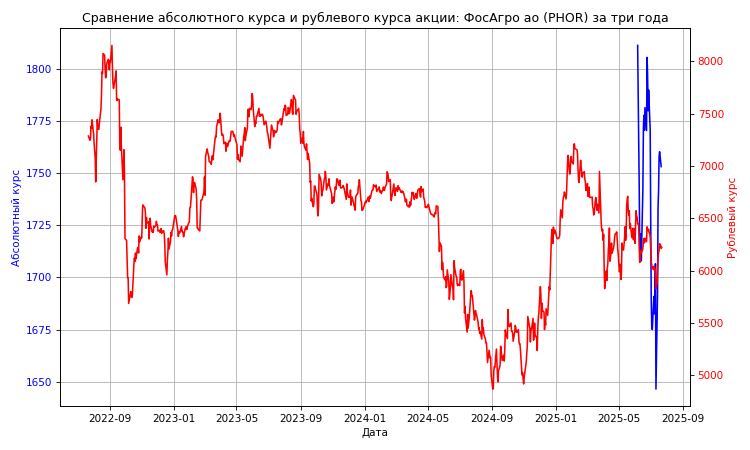 Сравнение абсолютного курса и рублевого курса акции: ФосАгро ао (PHOR) за три года
1800
1775
1750
1725
1700
1675
1650
Абсолютный курс
8000
7500
7000
6500
6000
5500
5000
Рублевый курс
2022-09 2023-01 2023-05 2023-09 2024-01 2024-05 2024-09 2025-01 2025-05 2025-09
Дата